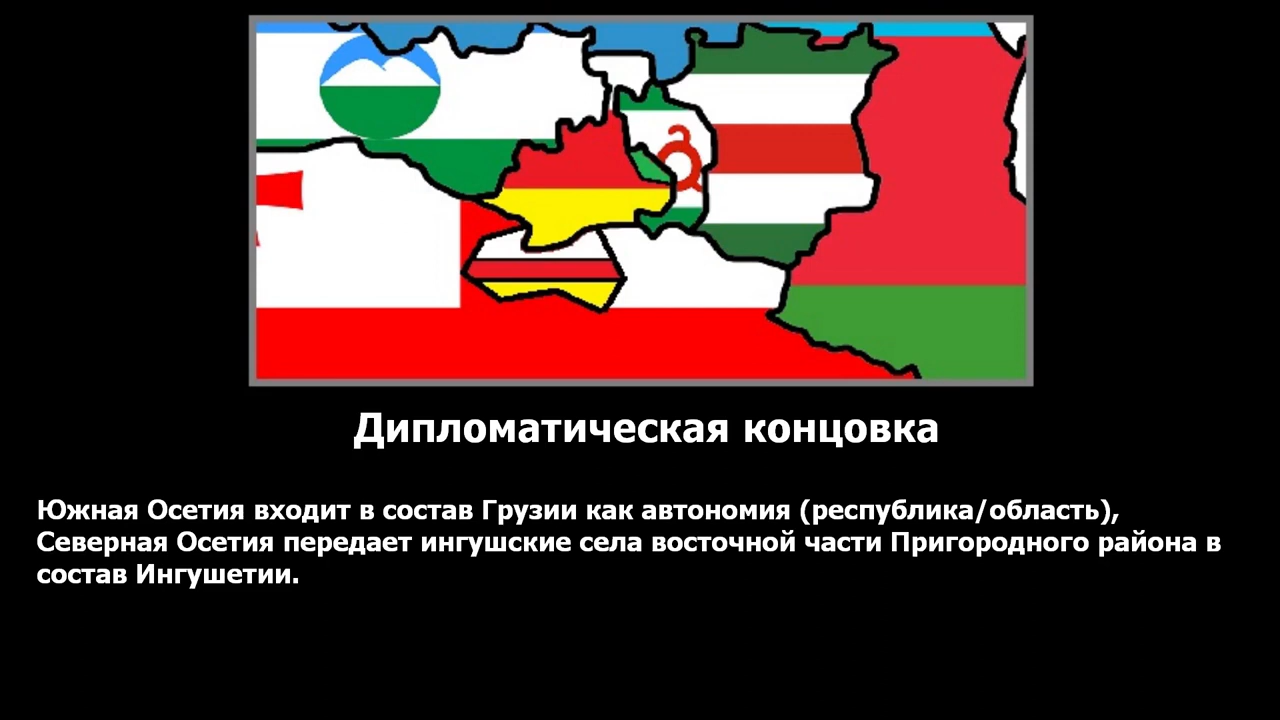 Дипломатическая концовка
Южная Осетия входит в состав Грузии как автономия (республика/область),
Северная Осетия передает ингушские села восточной части Пригородного района в
состав Ингушетии.